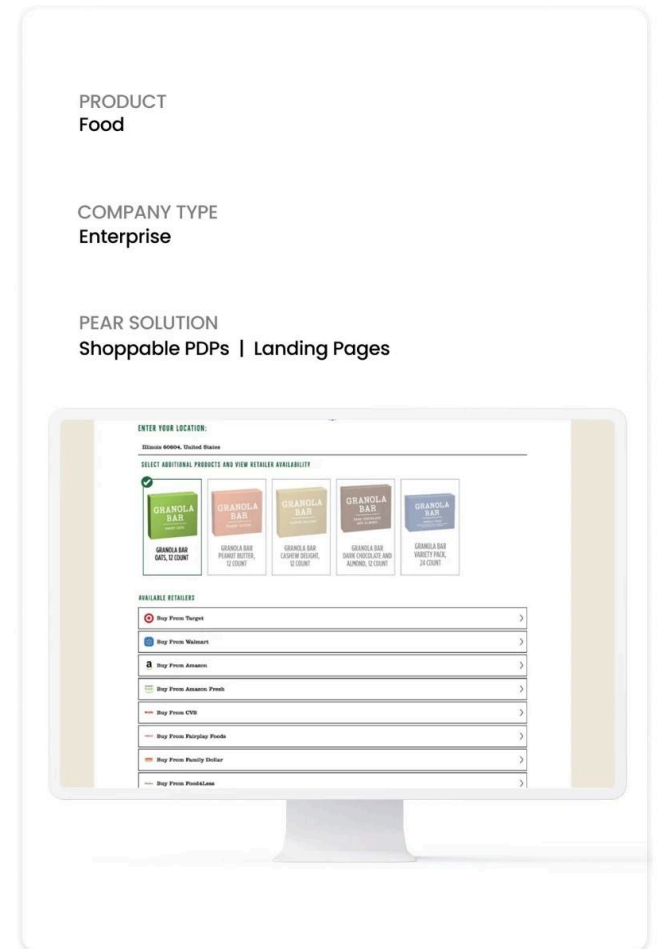 PRODUCT
Food
COMPANY TYPE
Enterprise
PEAR SOLUTION
Shoppable PDPs | Landing Pages
ENTER YOUR LOCATION:
Illinois 60604, United States
SELECT ADDITIONAL PRODUCTS AND VIEW RETAILER AVAILABILITY
GRANOLA
BAR
GRANOLA BAR
OATS, 12 COUNT
GRANOLA
BAR
GRANOLA BAR
PEANUT BUTTER,
12 COUNT
GRANOLA
BAR
GRANOLA BAR
CASHEW DELIGHT,
12 COUNT
GRANOLA
BAR
GRANOLA BAR
DARK CHOCOLATE AND
ALMOND, 12 COUNT
GRANOLA
BAR
GRANOLA BAR
VARIETY PACK,
24 COUNT
AVAILABLE RETAILERS
Buy From Target
Buy From Walmart
a Buy From Amazon
Buy From Amazon Fresh
Buy From CVS
Buy From Fairplay Foods
Buy From Family Dollar
Buy From Food4Less